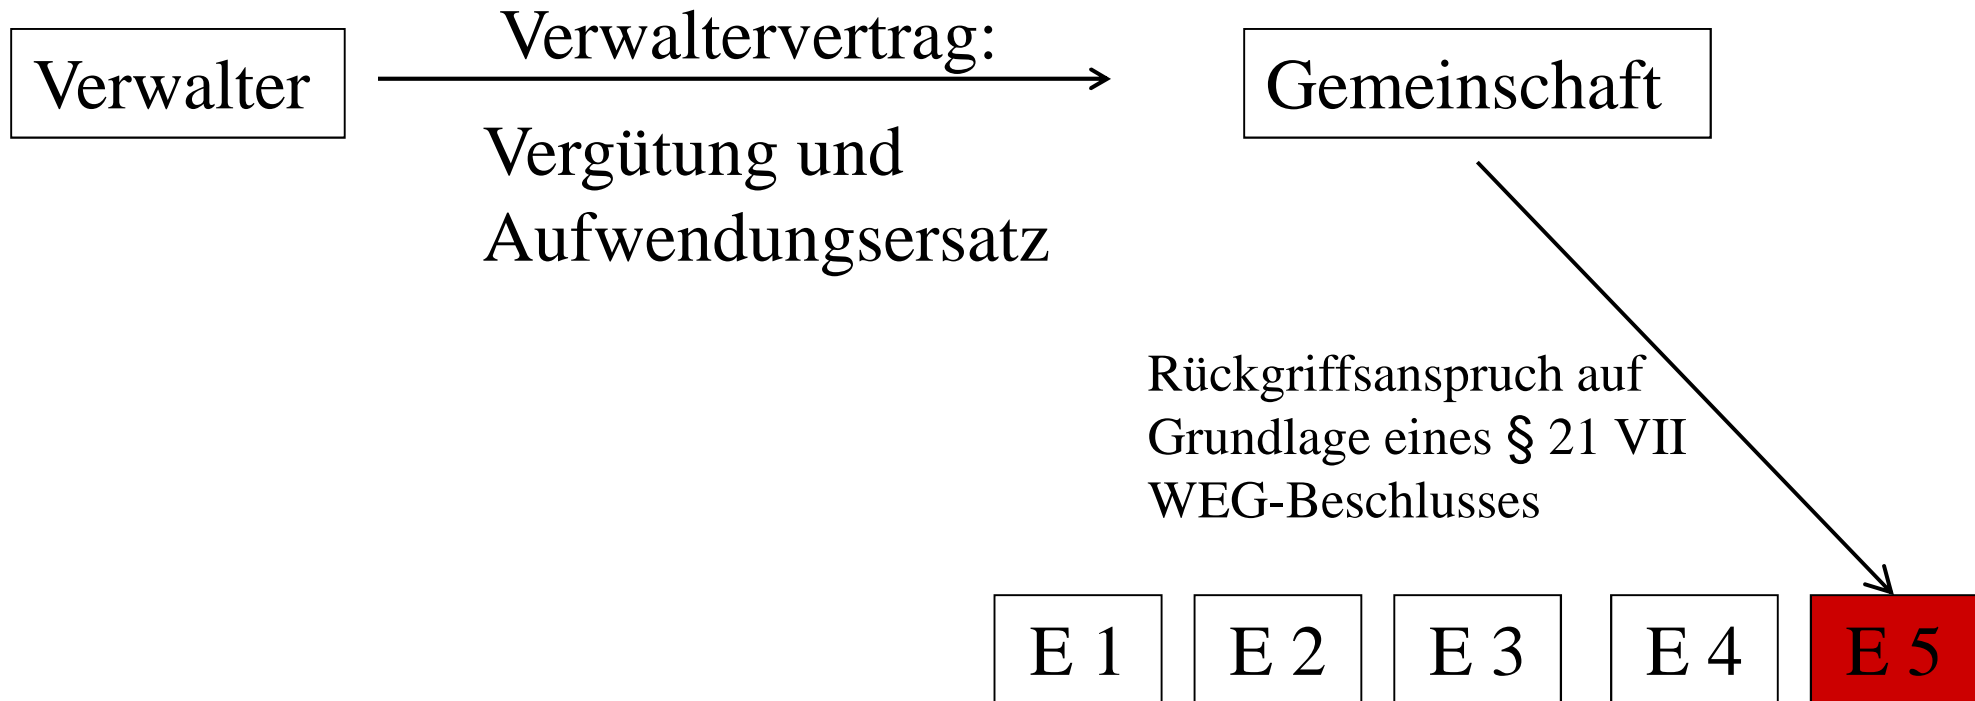 Verwaltervertrag:
Verwalter
Gemeinschaft
Vergütung und
Aufwendungsersatz
Rückgriffsanspruch auf
Grundlage eines § 21 VII
WEG-Beschlusses
E 1
E 2
E 3
E 4
E 5